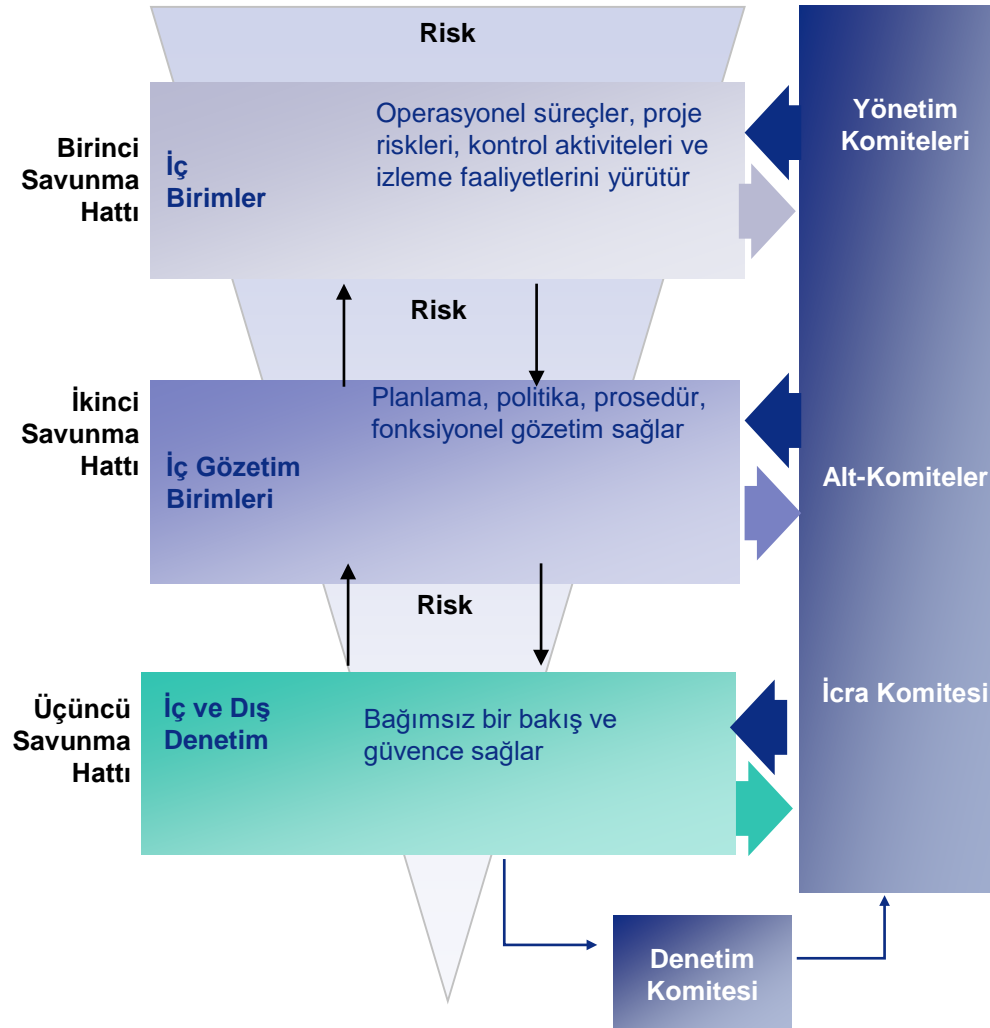 Risk
Birinci
Savunma
Hattı
İç
Birimler
Operasyonel süreçler, proje
riskleri, kontrol aktiviteleri ve
izleme faaliyetlerini yürütür
Yönetim
Komiteleri
Risk
İkinci
Savunma
Hattı
İç Gözetim
Birimleri
Planlama, politika, prosedür,
fonksiyonel gözetim sağlar
Alt-Komiteler
Risk
Üçüncü
Savunma
Hattı
İç ve Dış
Denetim
Bağımsız bir bakış ve
güvence sağlar
İcra Komitesi
Denetim
Komitesi